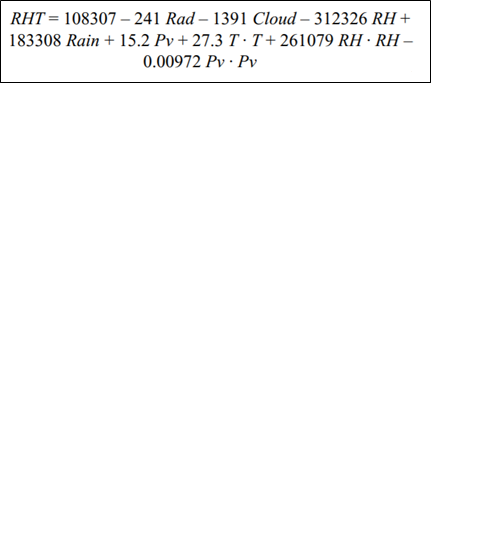 RHT = 108307 – 241 Rad – 1391 Cloud – 312326 RH +
183308 Rain + 15.2 Pv + 27.3 T · T + 261079 RH · RH –
0.00972 Pv · Pv